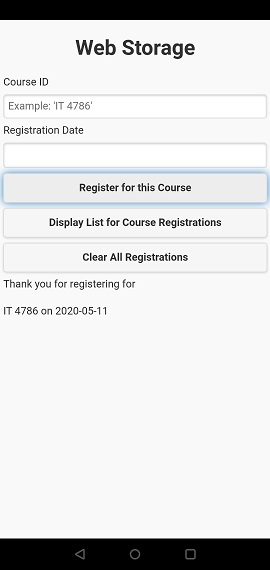 Web Storage
Course ID
Example: 'IT 4786'
Registration Date
Register for this Course
Display List for Course Registrations
Clear All Registrations
Thank you for registering for
IT 4786 on 2020-05-11